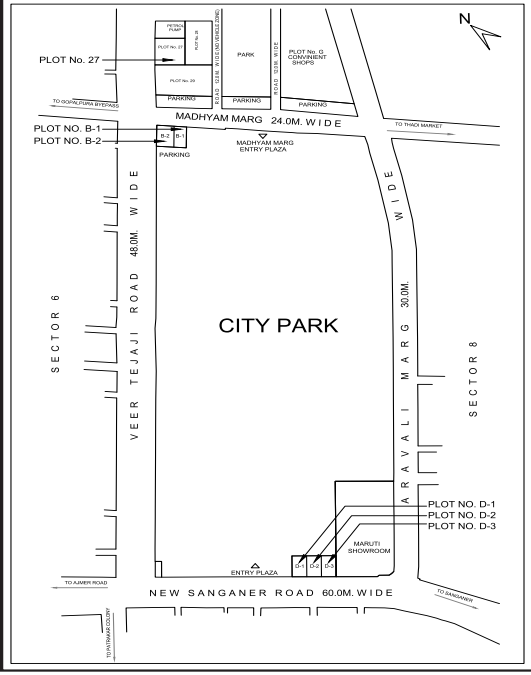 N
PETROL
PUMP
PLOT No. 27
PLOT No. 28
PLOT No. 27
PLOT No. 29
PARKING
ROAD 12.0M. WIDE (NO VEHICLE ZONE)
PARK
PARKING
ROAD 12.0M. WIDE
PLOT No. G
CONVINIENT
SHOPS
PARKING
TO GOPALPURA BYEPASS
MADHYAM MARG 24.0M. WIDE
TO THADI MARKET
PLOT NO. B-1
PLOT NO. B-2
B-2
B-1
PARKING
MADHYAM MARG
ENTRY PLAZA
VEER TEJAJI ROAD 48.0M. WIDE
SECTOR 6
CITY PARK
ARAVALI MARG 30.0M. WIDE
SECTOR 8
PLOT NO. D-1
PLOT NO. D-2
PLOT NO. D-3
MARUTI
SHOWROOM
D-1
D-2
D-3
ENTRY PLAZA
TO AJMER ROAD
NEW SANGANER ROAD 60.0M. WIDE
TO SANGANER
TO PATRAKAR COLONY